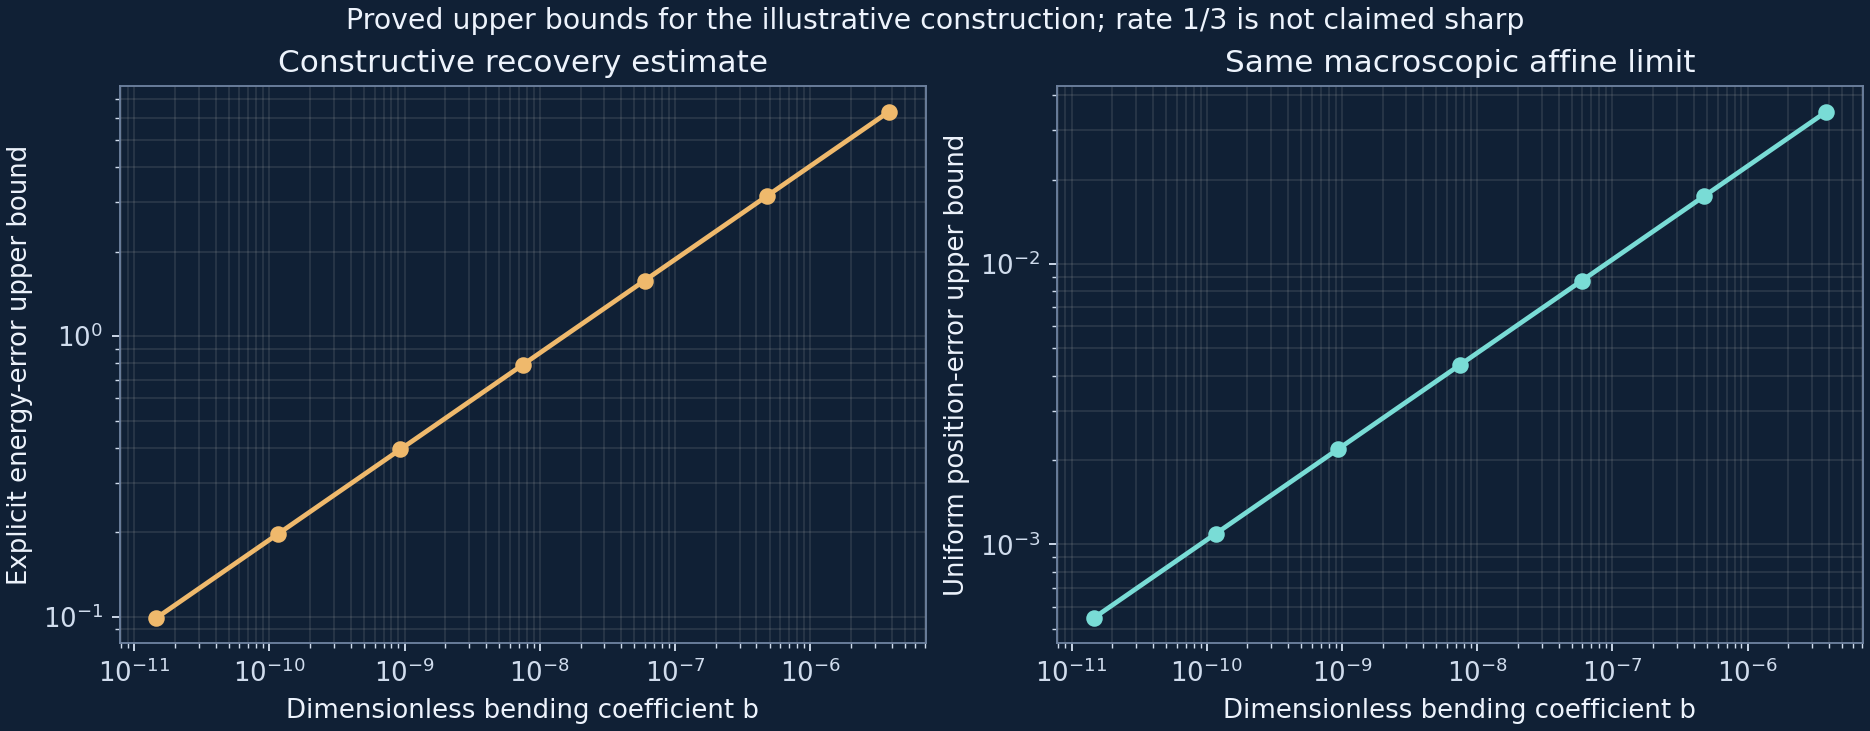 Proved upper bounds for the illustrative construction; rate 1/3 is not claimed sharp
Constructive recovery estimate
Explicit energy-error upper bound
10⁰
10⁻¹
10⁻¹¹ 10⁻¹⁰ 10⁻⁹ 10⁻⁸ 10⁻⁷ 10⁻⁶
Dimensionless bending coefficient b
Same macroscopic affine limit
Uniform position-error upper bound
10⁻²
10⁻³
10⁻¹¹ 10⁻¹⁰ 10⁻⁹ 10⁻⁸ 10⁻⁷ 10⁻⁶
Dimensionless bending coefficient b